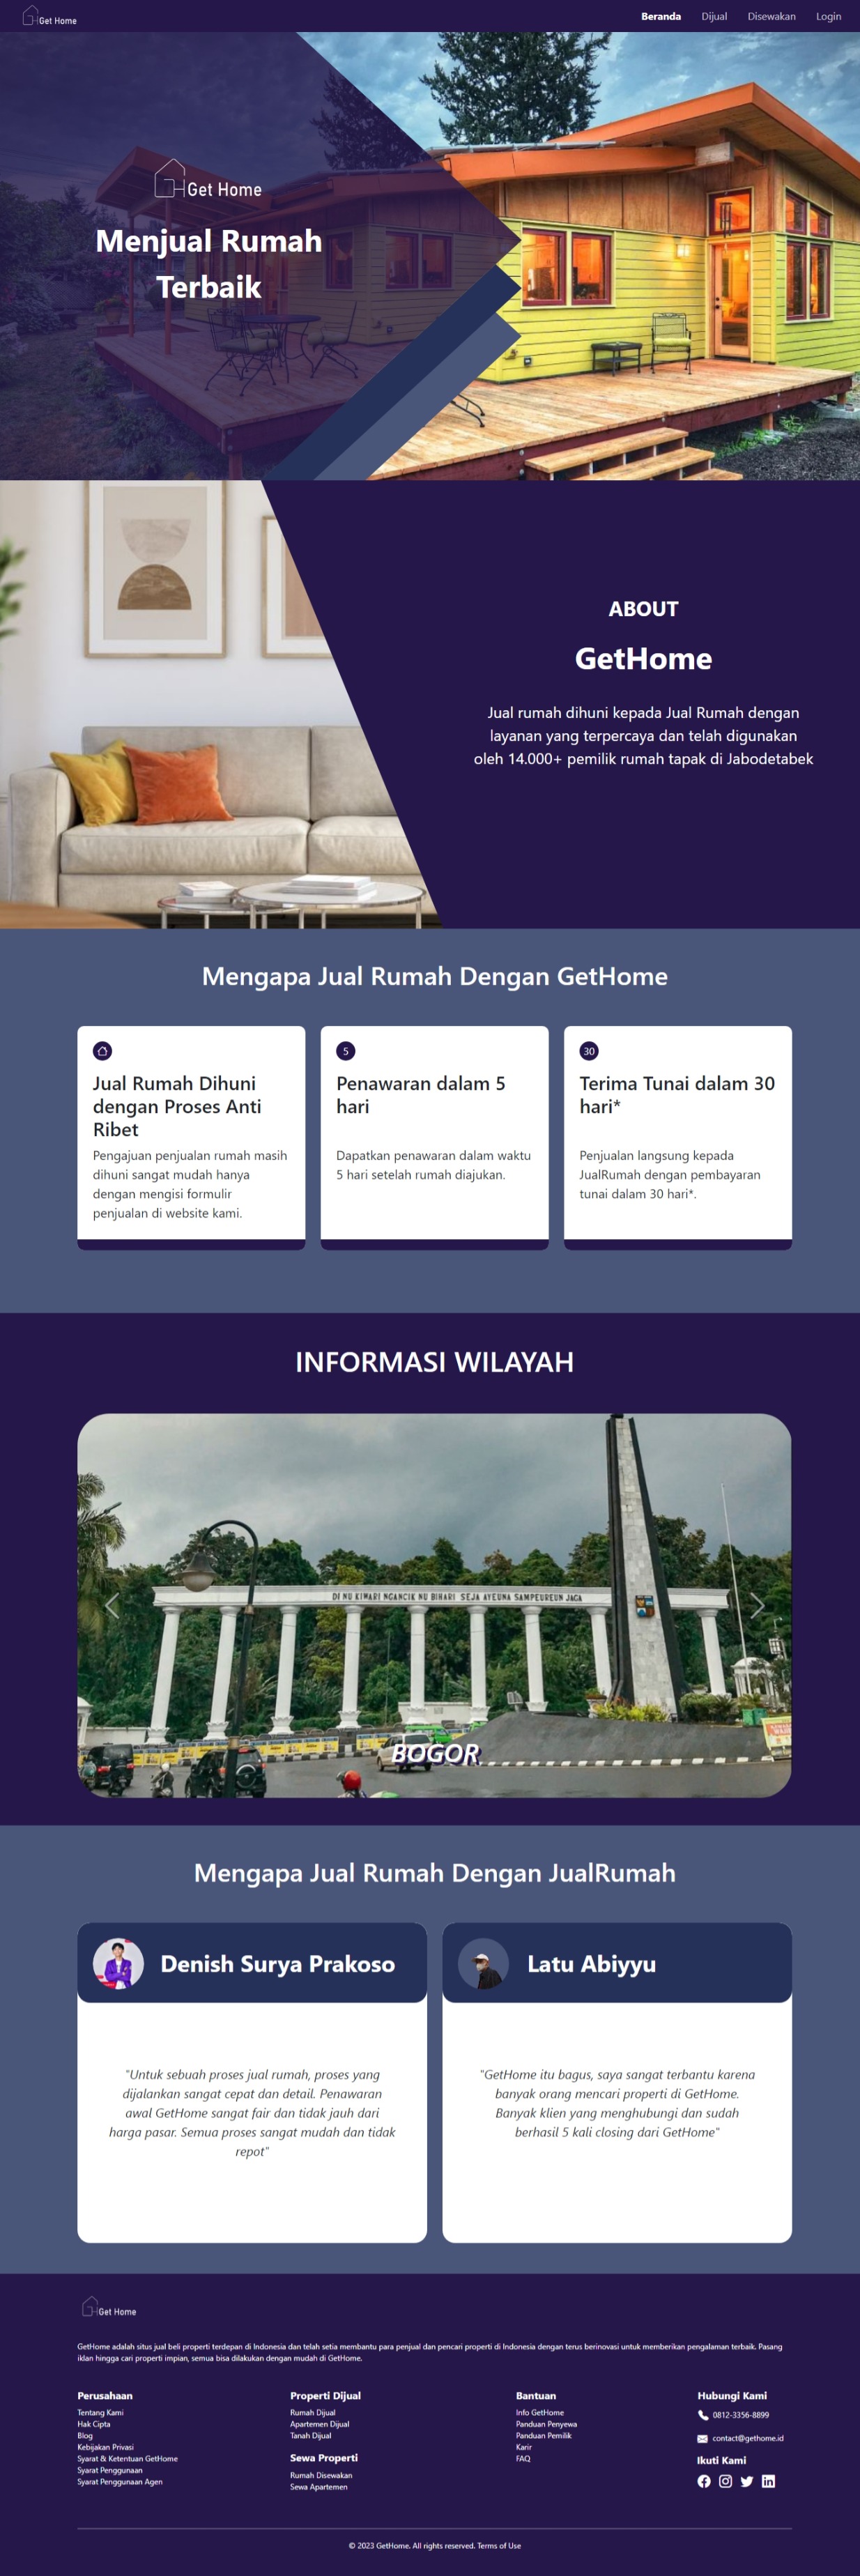 Get Home
Beranda Dijual Disewakan Login
Get Home
Menjual Rumah
Terbaik
ABOUT
GetHome
Jual rumah dihuni kepada Jual Rumah dengan
layanan yang terpercaya dan telah digunakan
oleh 14.000+ pemilik rumah tapak di Jabodetabek
Mengapa Jual Rumah Dengan GetHome
Jual Rumah Dihuni
dengan Proses Anti
Ribet
Pengajuan penjualan rumah masih
dihuni sangat mudah hanya
dengan mengisi formulir
penjualan di website kami.
5
Penawaran dalam 5
hari
Dapatkan penawaran dalam waktu
5 hari setelah rumah diajukan.
30
Terima Tunai dalam 30
hari*
Penjualan langsung kepada
JualRumah dengan pembayaran
tunai dalam 30 hari*.
INFORMASI WILAYAH
DI NU KIWARI NGANCIK NU BIHARI SEJA AYEUNA SAMPEUREUN JAGA
BOGOR
Mengapa Jual Rumah Dengan JualRumah
Denish Surya Prakoso
"Untuk sebuah proses jual rumah, proses yang
dijalankan sangat cepat dan detail. Penawaran
awal GetHome sangat fair dan tidak jauh dari
harga pasar. Semua proses sangat mudah dan tidak
repot"
Latu Abiyyu
"GetHome itu bagus, saya sangat terbantu karena
banyak orang mencari properti di GetHome.
Banyak klien yang menghubungi dan sudah
berhasil 5 kali closing dari GetHome"
Get Home
GetHome adalah situs jual beli properti terdepan di Indonesia dan telah setia membantu para penjual dan pencari properti di Indonesia dengan terus berinovasi untuk memberikan pengalaman terbaik. Pasang
iklan hingga cari properti impian, semua bisa dilakukan dengan mudah di GetHome.
Perusahaan
Tentang Kami
Hak Cipta
Blog
Kebijakan Privasi
Syarat & Ketentuan GetHome
Syarat Penggunaan
Syarat Penggunaan Agen
Properti Dijual
Rumah Dijual
Apartemen Dijual
Tanah Dijual
Sewa Properti
Rumah Disewakan
Sewa Apartemen
Bantuan
Info GetHome
Panduan Penyewa
Panduan Pemilik
Karir
FAQ
Hubungi Kami
0812-3356-8899
contact@gethome.id
Ikuti Kami
© 2023 GetHome. All rights reserved. Terms of Use